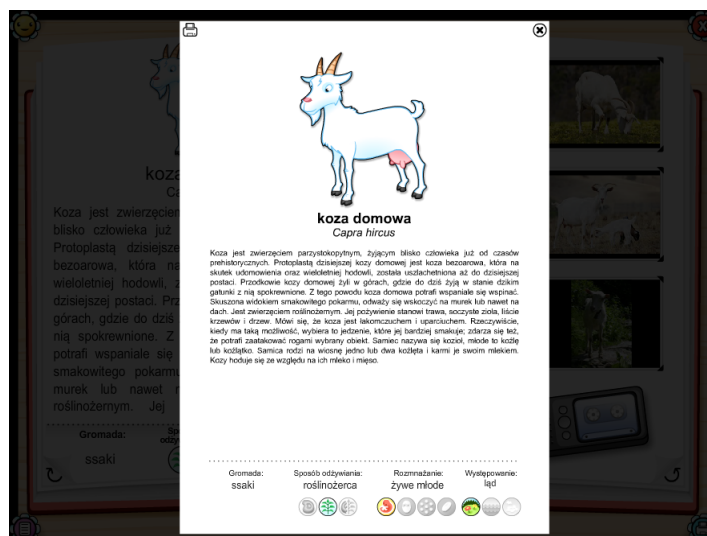 koza domowa
Capra hircus
Koza jest zwierzęciem parzystokopytnym, żyjącym blisko człowieka już od czasów
prehistorycznych. Protoplastą dzisiejszej kozy domowej jest koza bezoarowa, która na
skutek udomowienia oraz wieloletniej hodowli, została uszlachetniona aż do dzisiejszej
postaci. Przodkowie kozy domowej żyli w górach, gdzie do dziś żyją w stanie dzikim
gatunki z nią spokrewnione. Z tego powodu koza domowa potrafi wspaniale się wspinać.
Skuszona widokiem smakowitego pokarmu, odważy się wskoczyć na murek lub nawet na
dach. Jest zwierzęciem roślinożernym. Jej pożywienie stanowi trawa, soczyste zioła, liście
krzewów i drzew. Mówi się, że koza jest łakomczuchem i uparciuchem. Rzeczywiście,
kiedy ma taką możliwość, wybiera to jedzenie, które jej bardziej smakuje; zdarza się też,
że potrafi zaatakować rogami wybrany obiekt. Samiec nazywa się kozioł, młode to koźlę
lub koźlątko. Samica rodzi na wiosnę jedno lub dwa koźlęta i karmi je swoim mlekiem.
Kozy hoduje się ze względu na ich mleko i mięso.
Gromada: Sposób odżywiania: Rozmnażanie: Występowanie:
ssaki roślinożerca żywe młode ląd
koza
Ca
Koza jest zwierzęciem
blisko człowieka już
Protoplastą dzisiejsze
bezoarowa, która na
wieloletniej hodowli, z
dzisiejszej postaci. Prz
górach, gdzie do dziś
nią spokrewnione. Z
potrafi wspaniale się
smakowitego pokarmu
murek lub nawet n
roślinożernym. Jej
Gromada: Sp
odży
ssaki